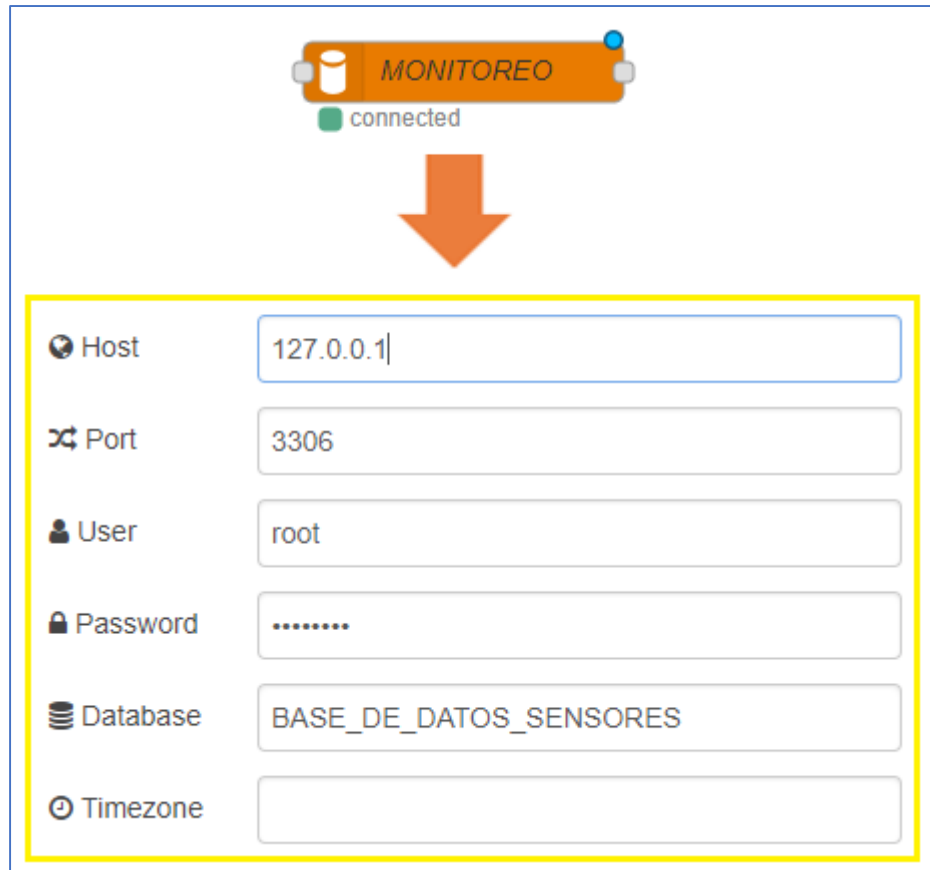 MONITOREO
connected
Host 127.0.0.1
Port 3306
User root
Password ••••••••
Database BASE_DE_DATOS_SENSORES
Timezone